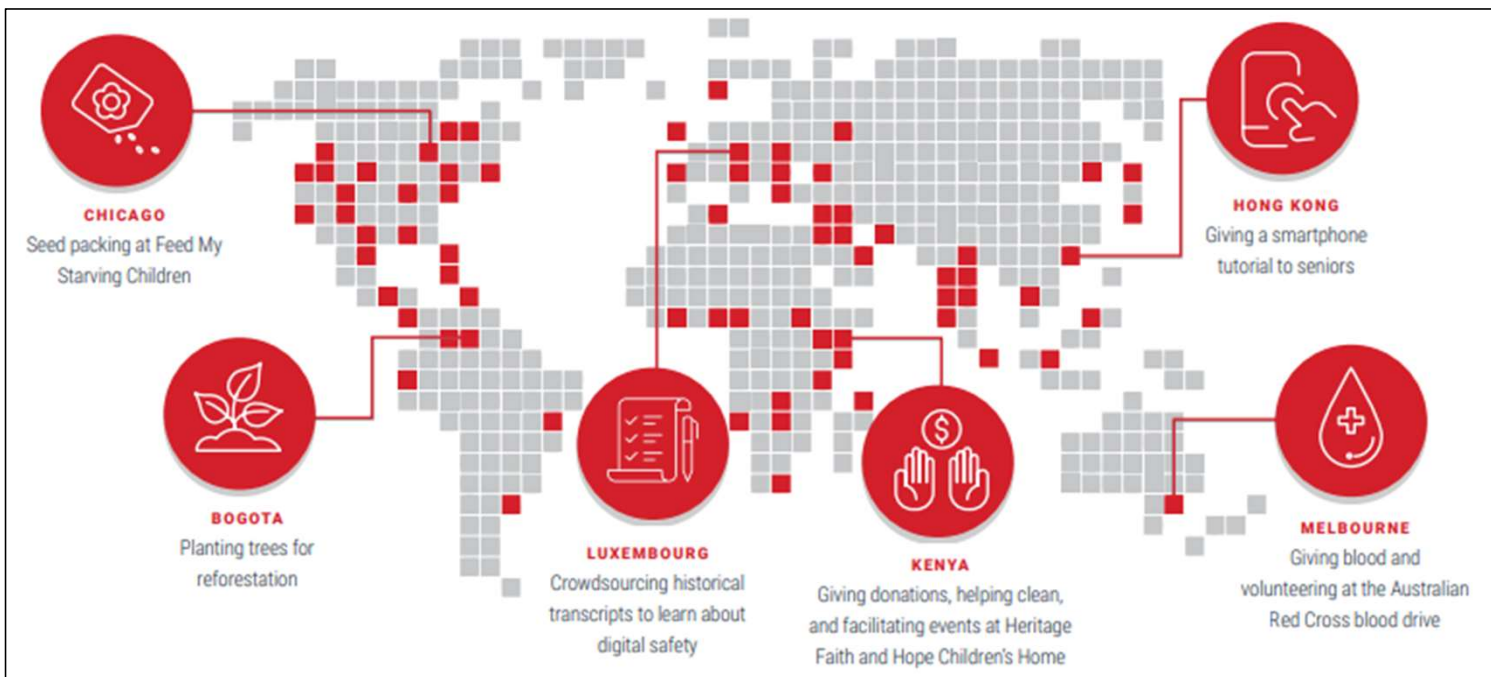 CHICAGO
Seed packing at Feed My
Starving Children
BOGOTA
Planting trees for
reforestation
LUXEMBOURG
Crowdsourcing historical
transcripts to learn about
digital safety
$
KENYA
Giving donations, helping clean,
and facilitating events at Heritage
Faith and Hope Children's Home
HONG KONG
Giving a smartphone
tutorial to seniors
MELBOURNE
Giving blood and
volunteering at the Australian
Red Cross blood drive